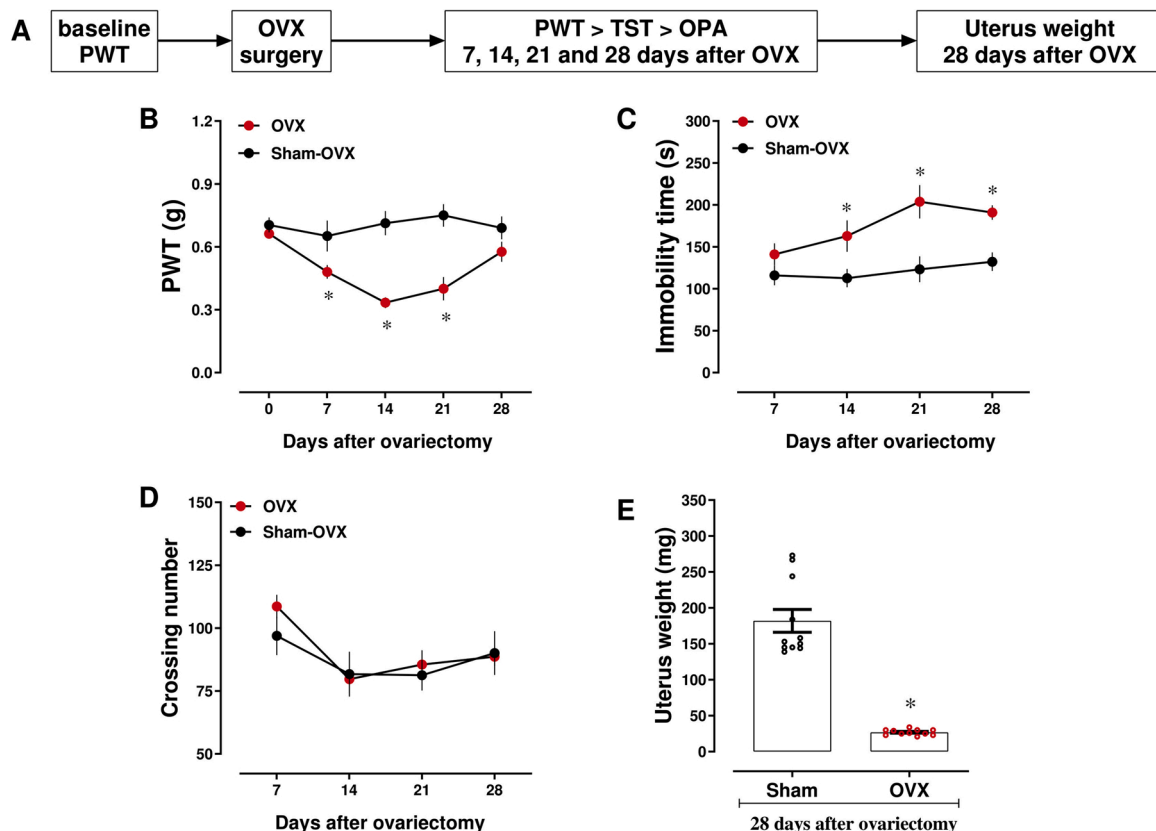 A
baseline
PWT
OVX
surgery
PWT > TST > OPA
7, 14, 21 and 28 days after OVX
Uterus weight
28 days after OVX
B
OVX
Sham-OVX
PWT (g)
1.2
0.9
0.6
0.3
0.0
*
*
*
0 7 14 21 28
Days after ovariectomy
C
OVX
Sham-OVX
Immobility time (s)
300
250
200
150
100
50
0
*
*
*
7 14 21 28
Days after ovariectomy
D
OVX
Sham-OVX
Crossing number
150
125
100
75
50
7 14 21 28
Days after ovariectomy
E
Uterus weight (mg)
350
300
250
200
150
100
50
0
*
Sham OVX
28 days after ovariectomy